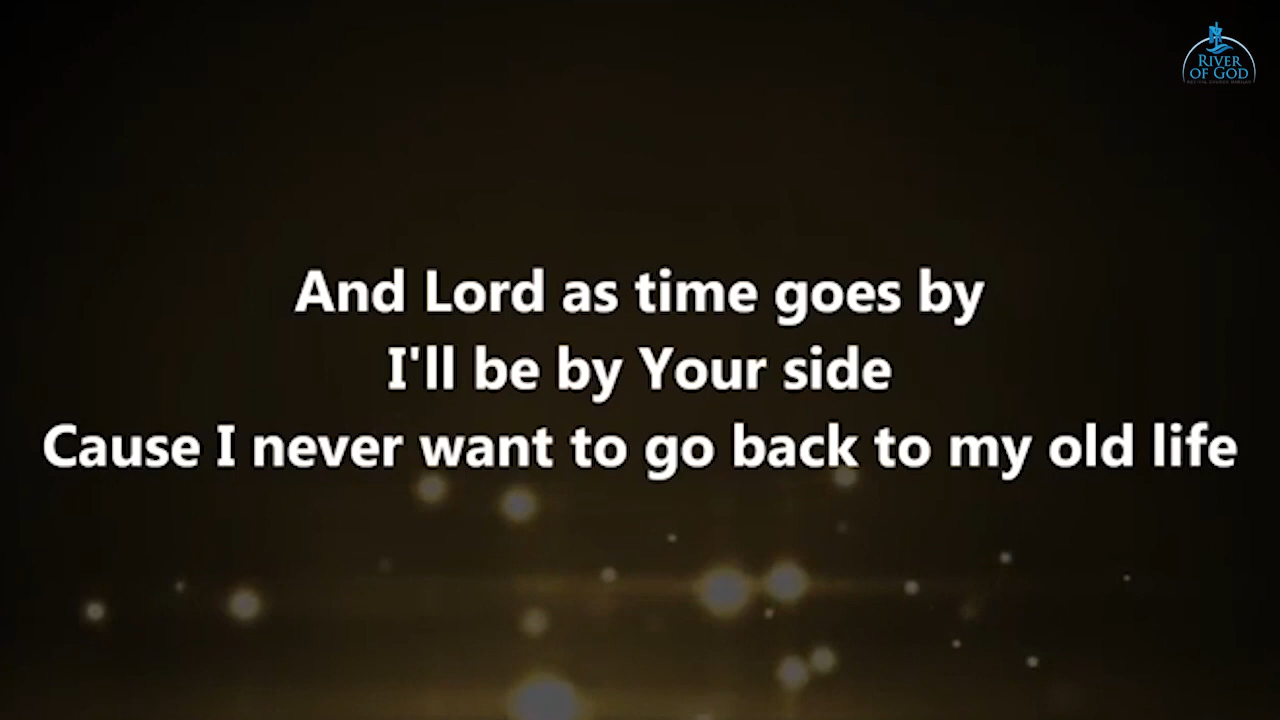 RIVER
OF GOD
And Lord as time goes by
I'll be by Your side
Cause I never want to go back to my old life